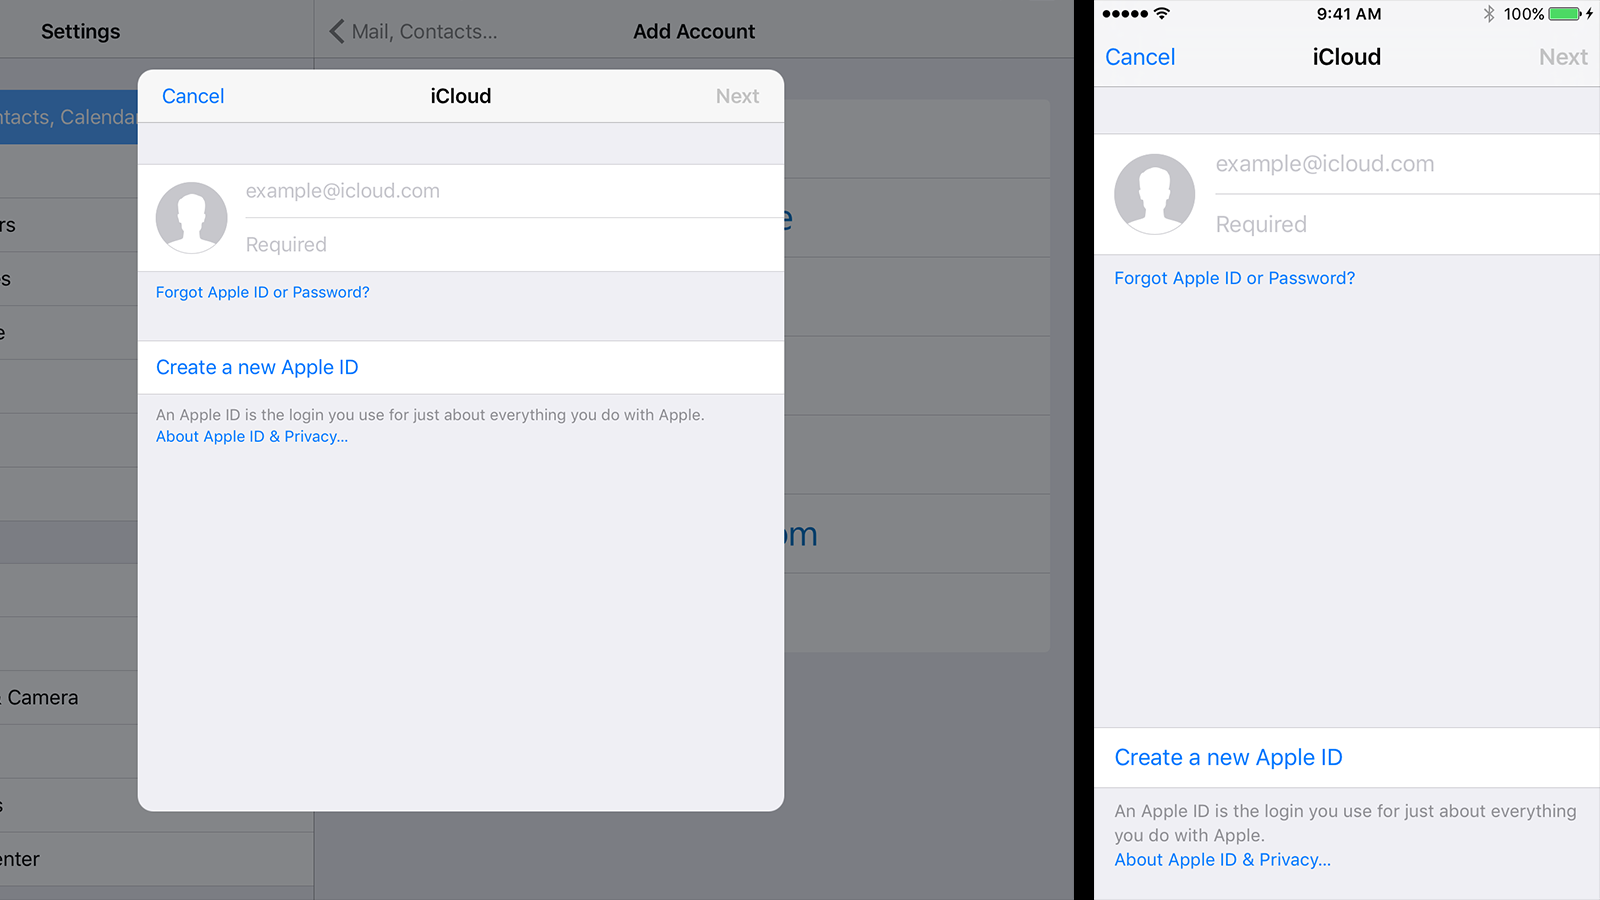 Settings
Mail, Contacts...
Add Account
ntacts, Calenda
rs
s
e
& Camera
s
enter
e
om
Cancel
iCloud
Next
example@icloud.com
Required
Forgot Apple ID or Password?
Create a new Apple ID
An Apple ID is the login you use for just about everything you do with Apple.
About Apple ID & Privacy...
9:41 AM
100%
Cancel
iCloud
Next
example@icloud.com
Required
Forgot Apple ID or Password?
Create a new Apple ID
An Apple ID is the login you use for just about everything
you do with Apple.
About Apple ID & Privacy...